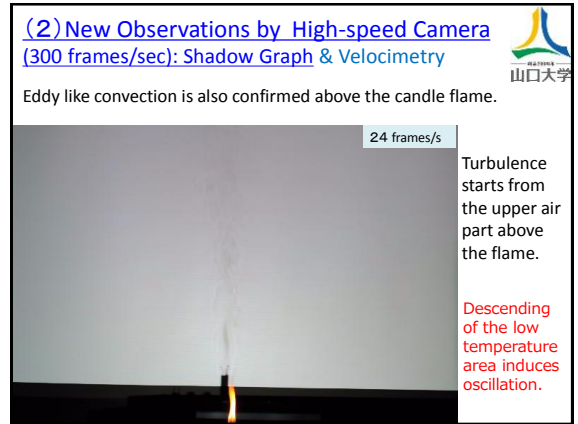 （２）New Observations by High-speed Camera
(300 frames/sec): Shadow Graph & Velocimetry
山口大学
Eddy like convection is also confirmed above the candle flame.
２４ frames/s
Turbulence
starts from
the upper air
part above
the flame.
Descending
of the low
temperature
area induces
oscillation.